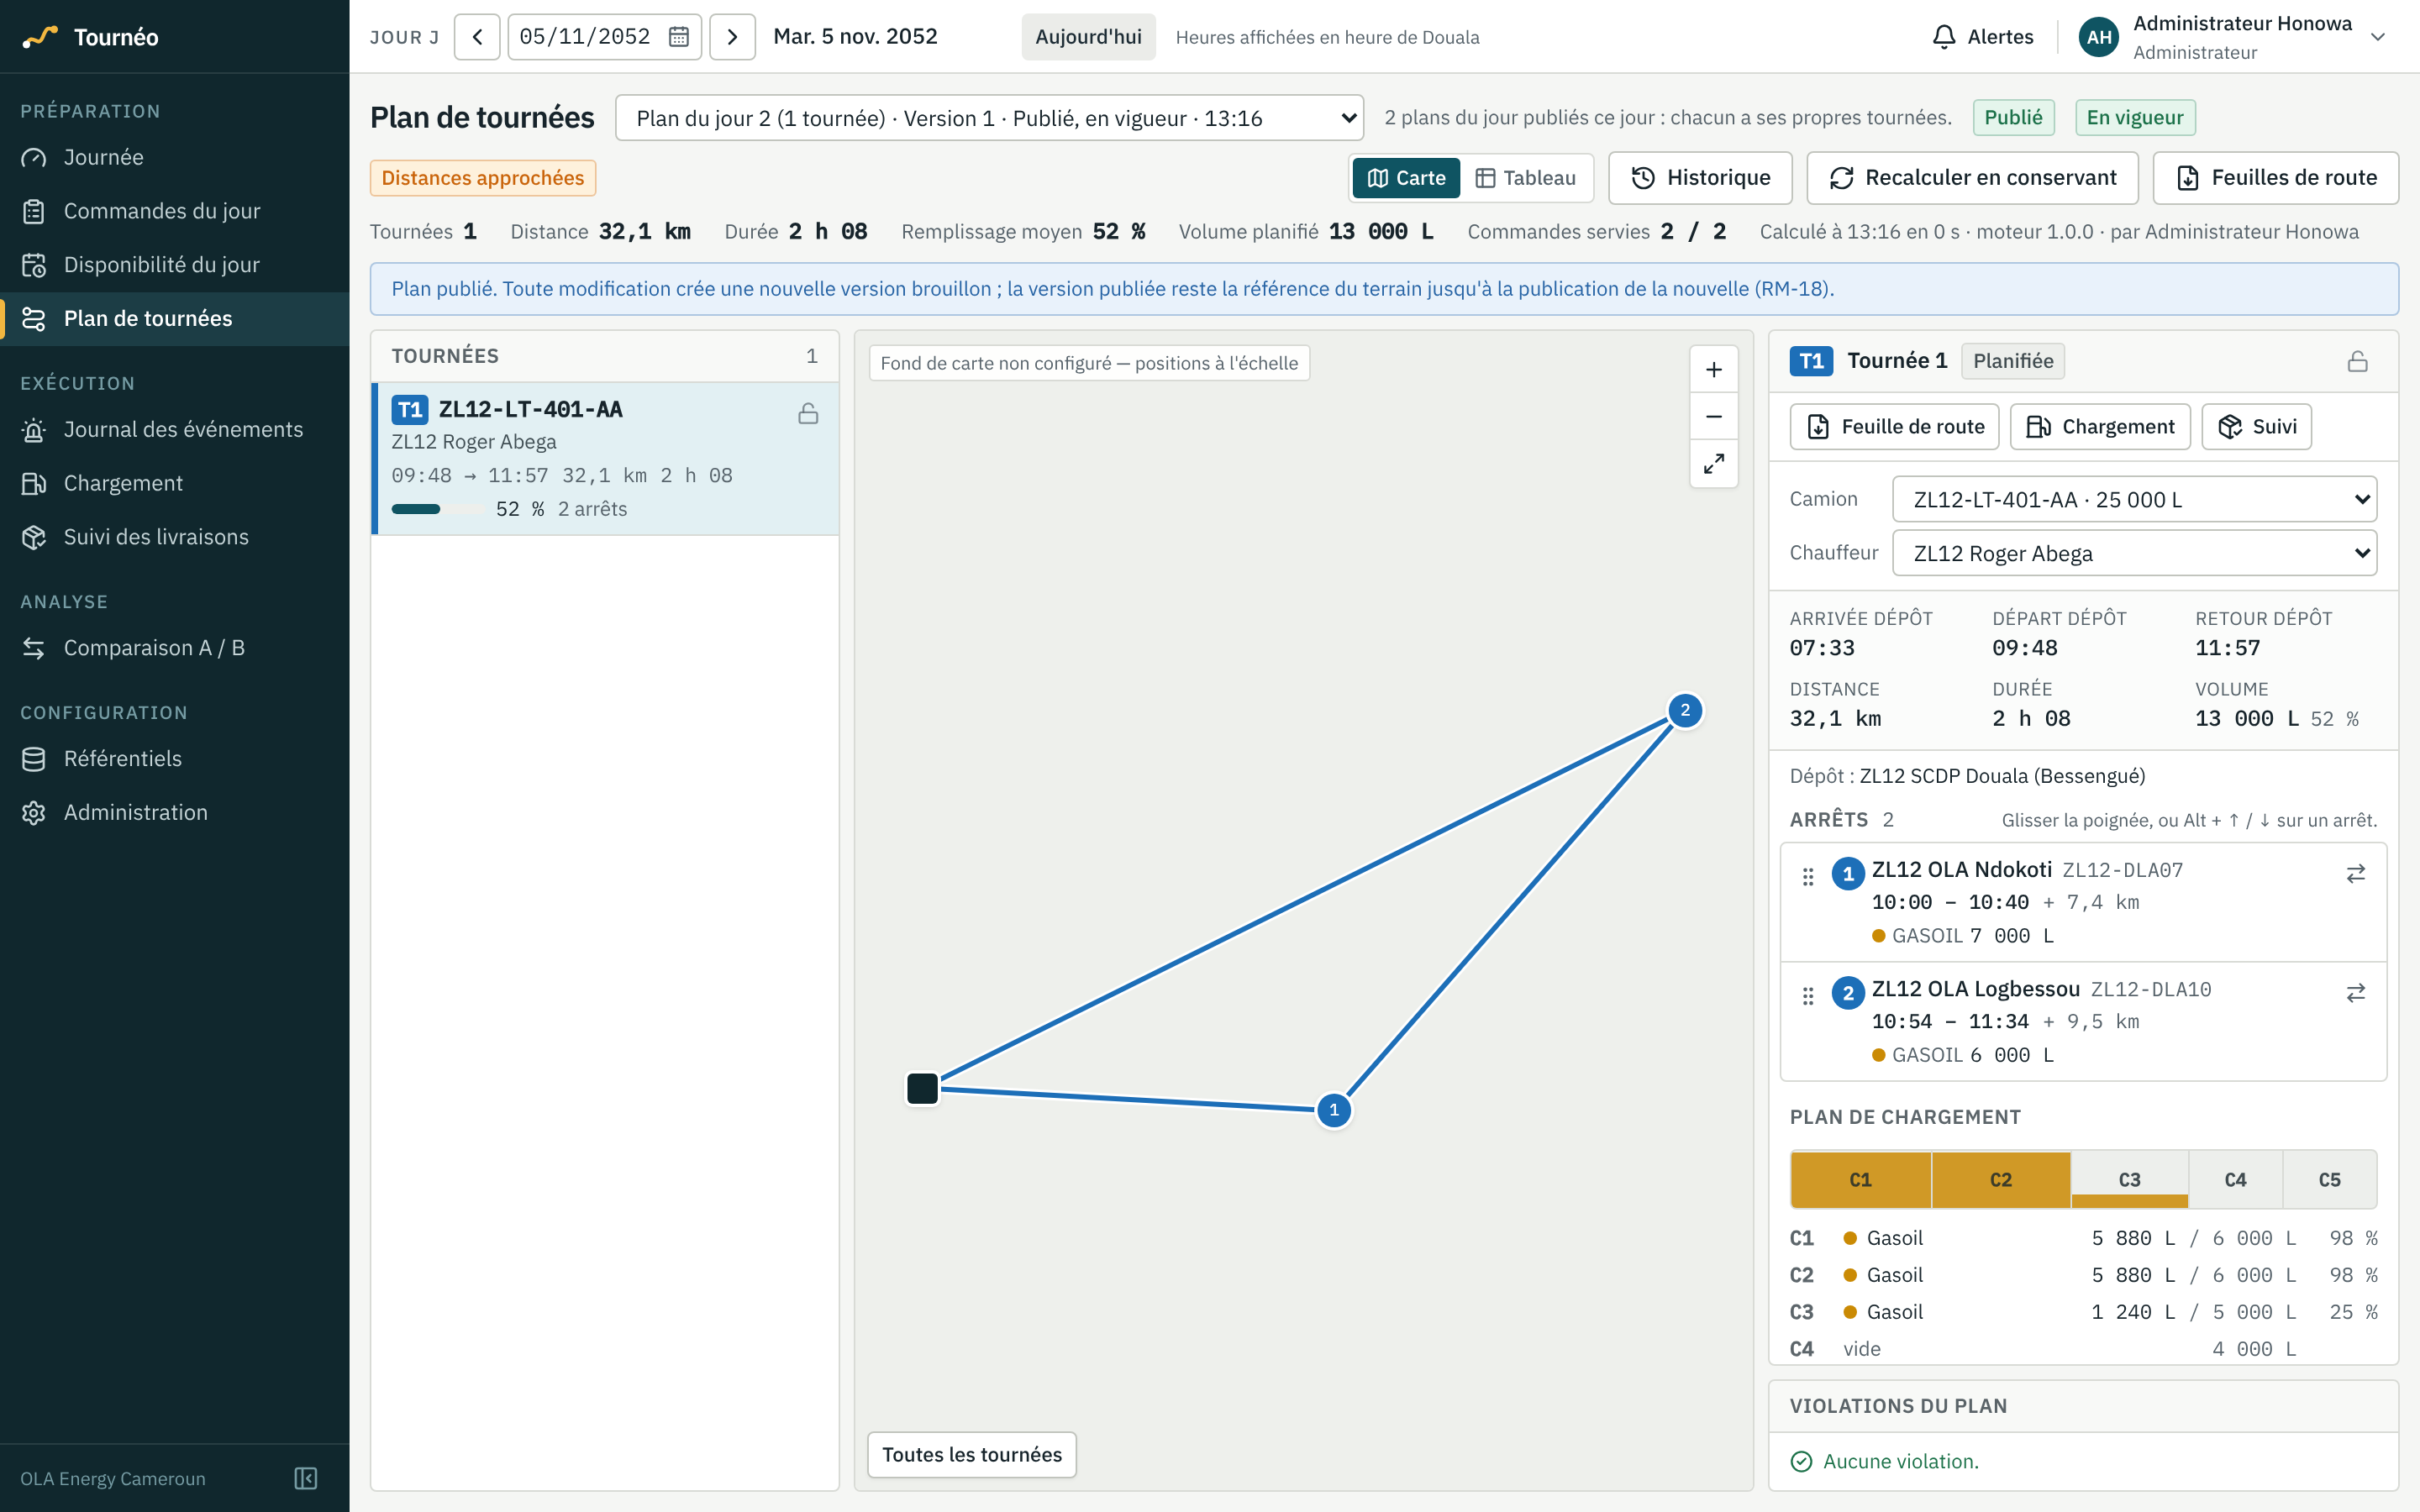 Tournéo
PRÉPARATION
Journée
Commandes du jour
Disponibilité du jour
Plan de tournées
EXÉCUTION
Journal des événements
Chargement
Suivi des livraisons
ANALYSE
Comparaison A / B
CONFIGURATION
Référentiels
Administration
OLA Energy Cameroun
JOUR J
05/11/2052
Mar. 5 nov. 2052
Aujourd'hui
Heures affichées en heure de Douala
Alertes
AH
Administrateur Honowa
Administrateur
Plan de tournées
Plan du jour 2 (1 tournée) · Version 1 · Publié, en vigueur · 13:16
2 plans du jour publiés ce jour : chacun a ses propres tournées.
Publié
En vigueur
Distances approchées
Carte
Tableau
Historique
Recalculer en conservant
Feuilles de route
Tournées 1
Distance 32,1 km
Durée 2 h 08
Remplissage moyen 52 %
Volume planifié 13 000 L
Commandes servies 2 / 2
Calculé à 13:16 en 0 s · moteur 1.0.0 · par Administrateur Honowa
Plan publié. Toute modification crée une nouvelle version brouillon ; la version publiée reste la référence du terrain jusqu'à la publication de la nouvelle (RM-18).
TOURNÉES 1
T1 ZL12-LT-401-AA
ZL12 Roger Abega
09:48 → 11:57 32,1 km 2 h 08
52 % 2 arrêts
Fond de carte non configuré — positions à l'échelle
+
−
2
1
Toutes les tournées
T1 Tournée 1 Planifiée
Feuille de route
Chargement
Suivi
Camion ZL12-LT-401-AA · 25 000 L
Chauffeur ZL12 Roger Abega
ARRIVÉE DÉPÔT DÉPART DÉPÔT RETOUR DÉPÔT
07:33 09:48 11:57
DISTANCE DURÉE VOLUME
32,1 km 2 h 08 13 000 L 52 %
Dépôt : ZL12 SCDP Douala (Bessengué)
ARRÊTS 2 Glisser la poignée, ou Alt + ↑ / ↓ sur un arrêt.
1 ZL12 OLA Ndokoti ZL12-DLA07
10:00 – 10:40 + 7,4 km
GASOIL 7 000 L
2 ZL12 OLA Logbessou ZL12-DLA10
10:54 – 11:34 + 9,5 km
GASOIL 6 000 L
PLAN DE CHARGEMENT
C1 C2 C3 C4 C5
C1 Gasoil 5 880 L / 6 000 L 98 %
C2 Gasoil 5 880 L / 6 000 L 98 %
C3 Gasoil 1 240 L / 5 000 L 25 %
C4 vide 4 000 L
VIOLATIONS DU PLAN
Aucune violation.